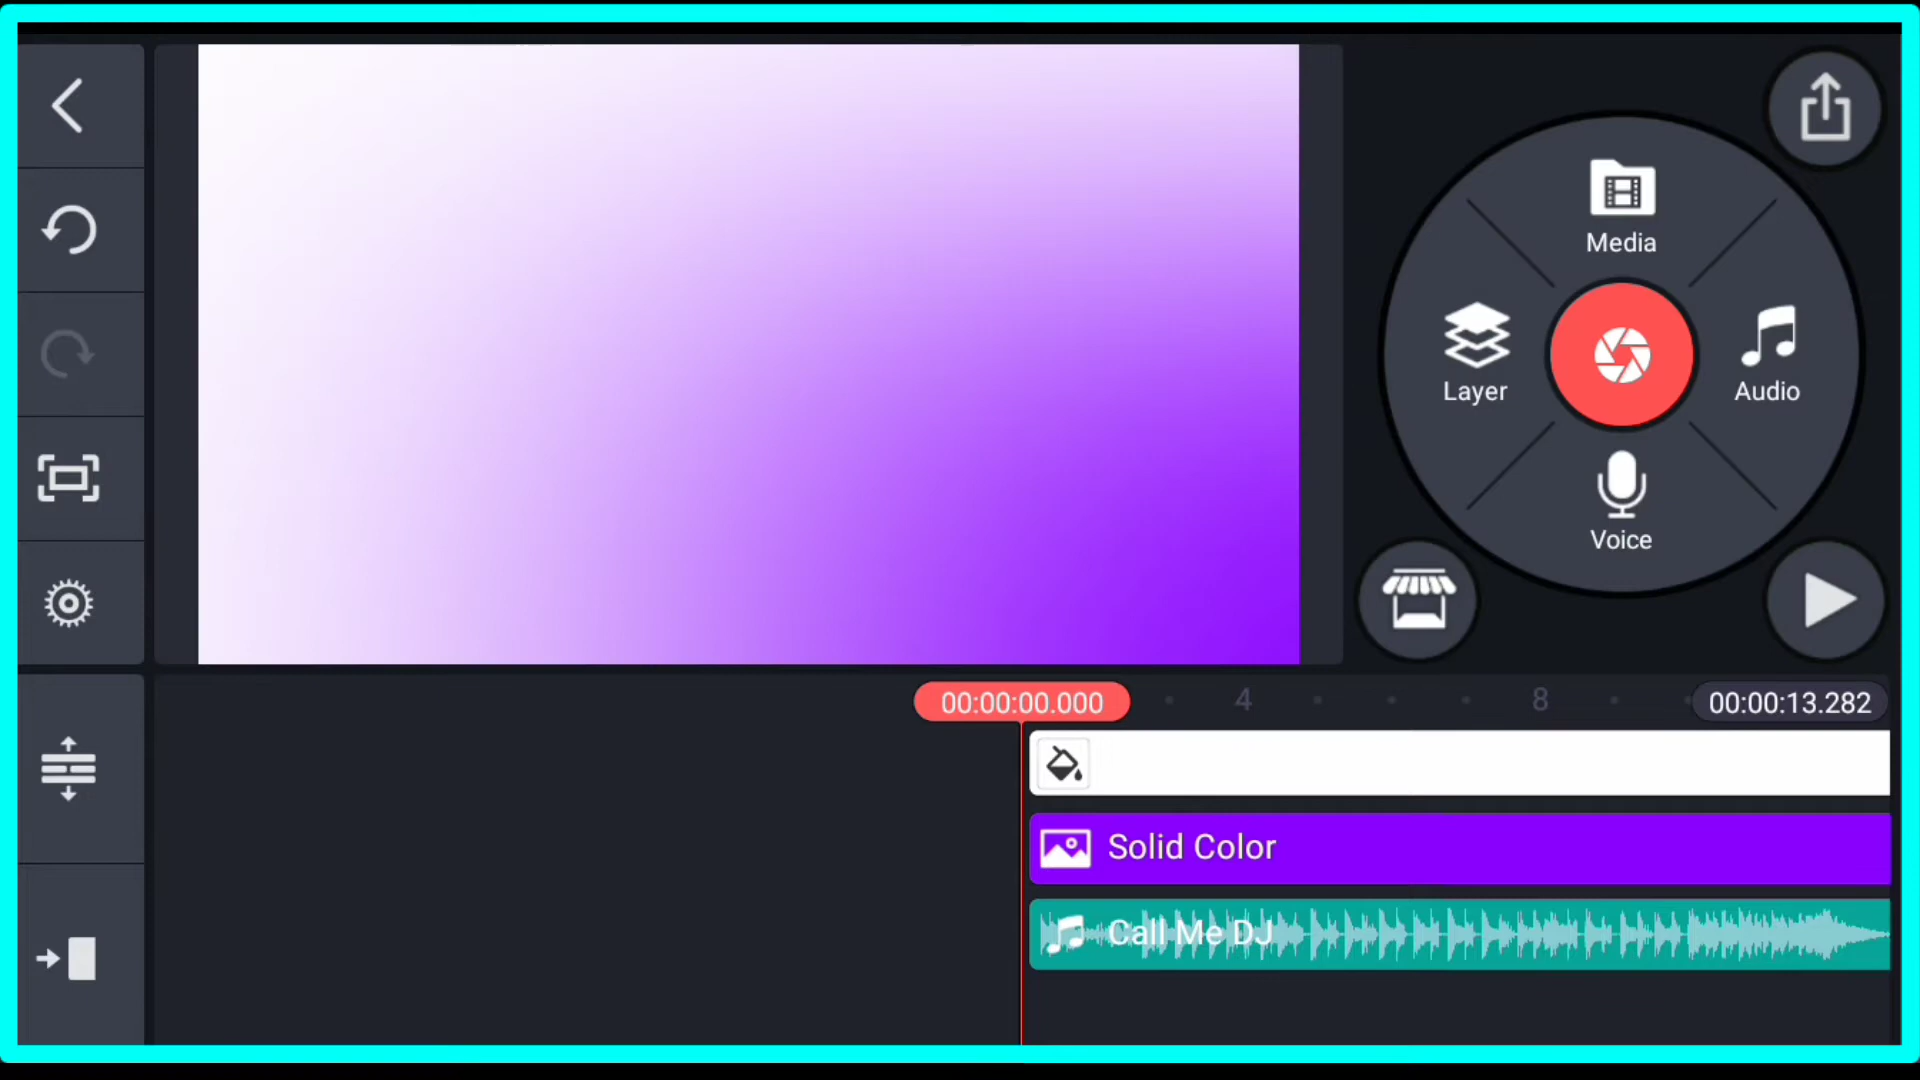 Media
Layer
Audio
Voice
00:00:00.000
4
8
00:00:13.282
Solid Color
Call Me DJ